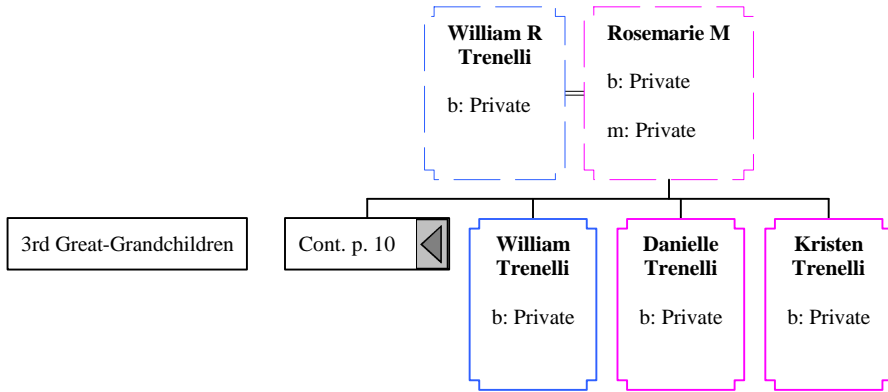 William R
Trenelli
b: Private
Rosemarie M
b: Private
m: Private
3rd Great-Grandchildren
Cont. p. 10
William
Trenelli
b: Private
Danielle
Trenelli
b: Private
Kristen
Trenelli
b: Private